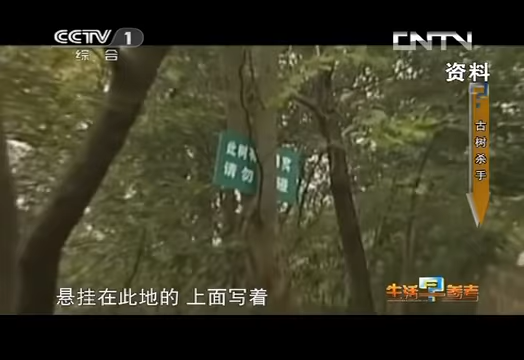 CCTV 1
综合
CNTV
资料
古树杀手
此树有
请勿
悬挂在此地的 上面写着
生活早参考